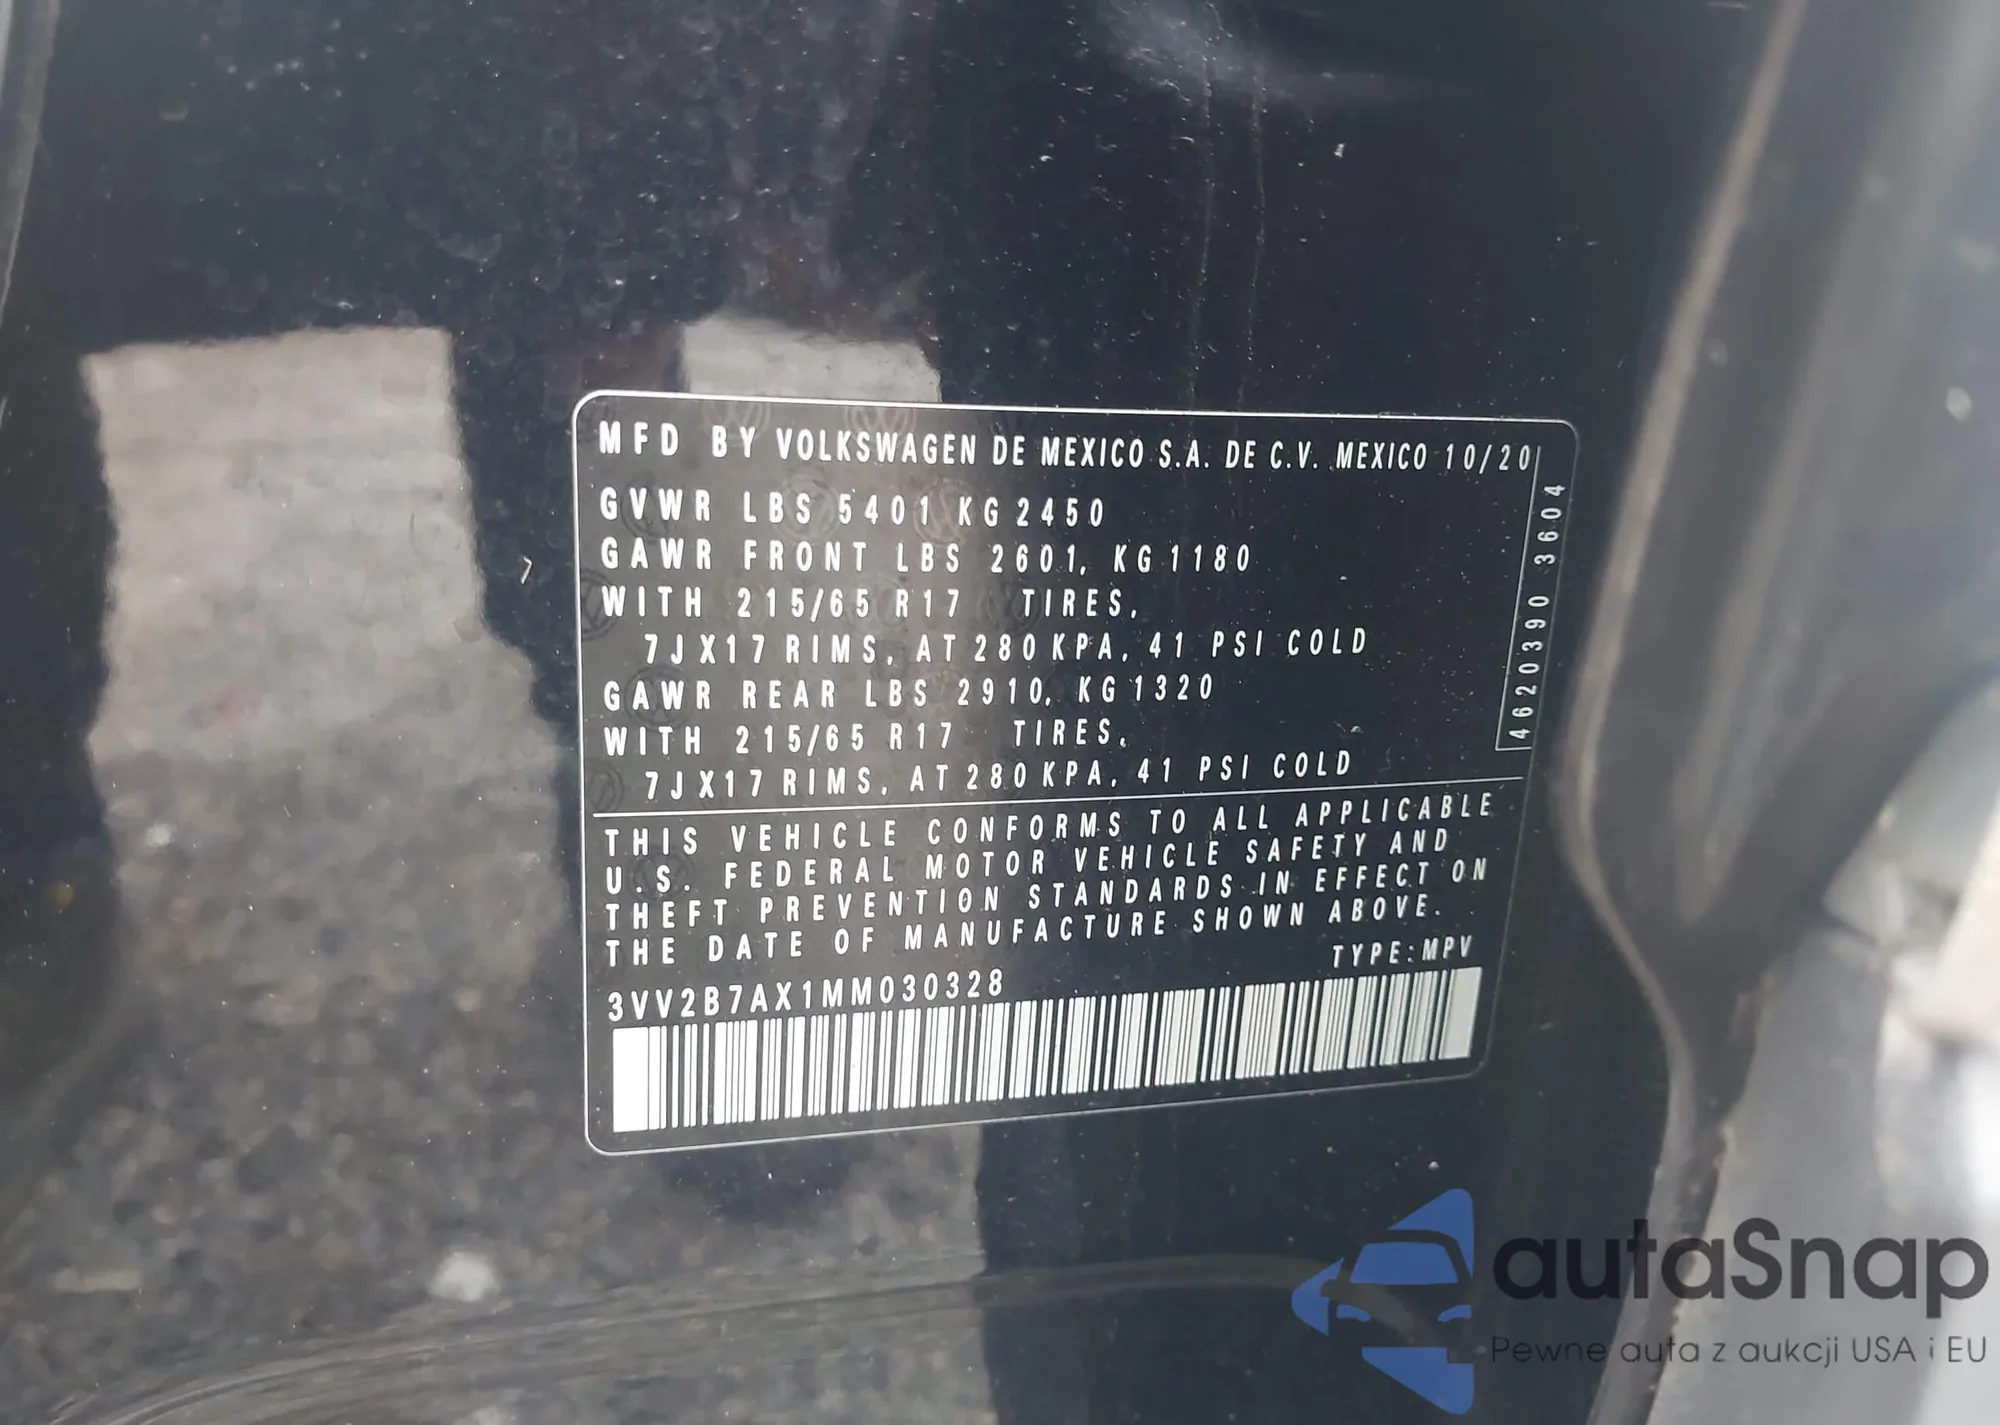 MFD BY VOLKSWAGEN DE MEXICO S.A. DE C.V. MEXICO 10/20
GVWR LBS 5401 KG 2450
GAWR FRONT LBS 2601, KG 1180
WITH 215/65 R17 TIRES,
7JX17 RIMS, AT 280 KPA, 41 PSI COLD
GAWR REAR LBS 2910, KG 1320
WITH 215/65 R17 TIRES,
7JX17 RIMS, AT 280 KPA, 41 PSI COLD
4620390 3604
THIS VEHICLE CONFORMS TO ALL APPLICABLE
U.S. FEDERAL MOTOR VEHICLE SAFETY AND
THEFT PREVENTION STANDARDS IN EFFECT ON
THE DATE OF MANUFACTURE SHOWN ABOVE.
TYPE: MPV
3VV2B7AX1MM030328
autaSnap
Pewne auta z aukcji USA i EU